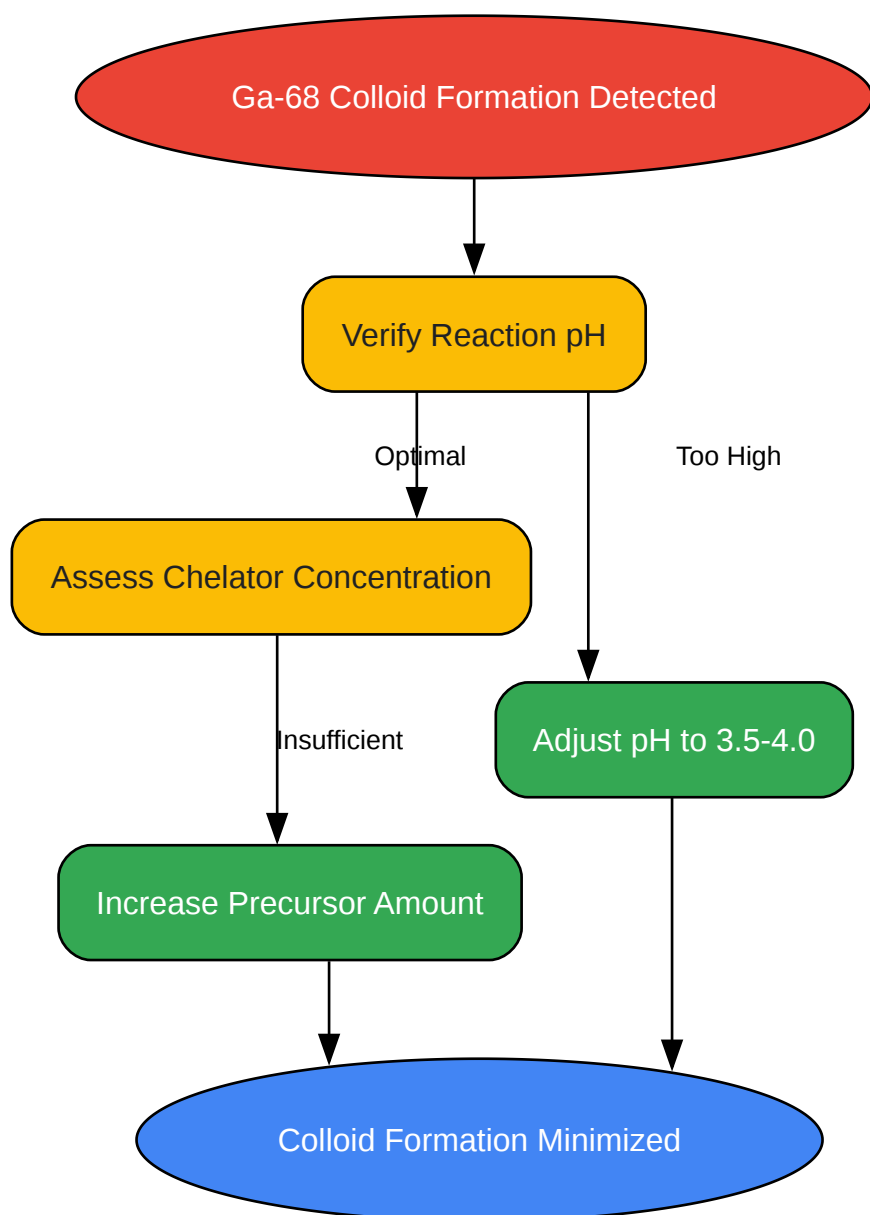 Ga-68 Colloid Formation Detected
Verify Reaction pH
Optimal
Too High
Assess Chelator Concentration
Insufficient
Adjust pH to 3.5-4.0
Increase Precursor Amount
Colloid Formation Minimized